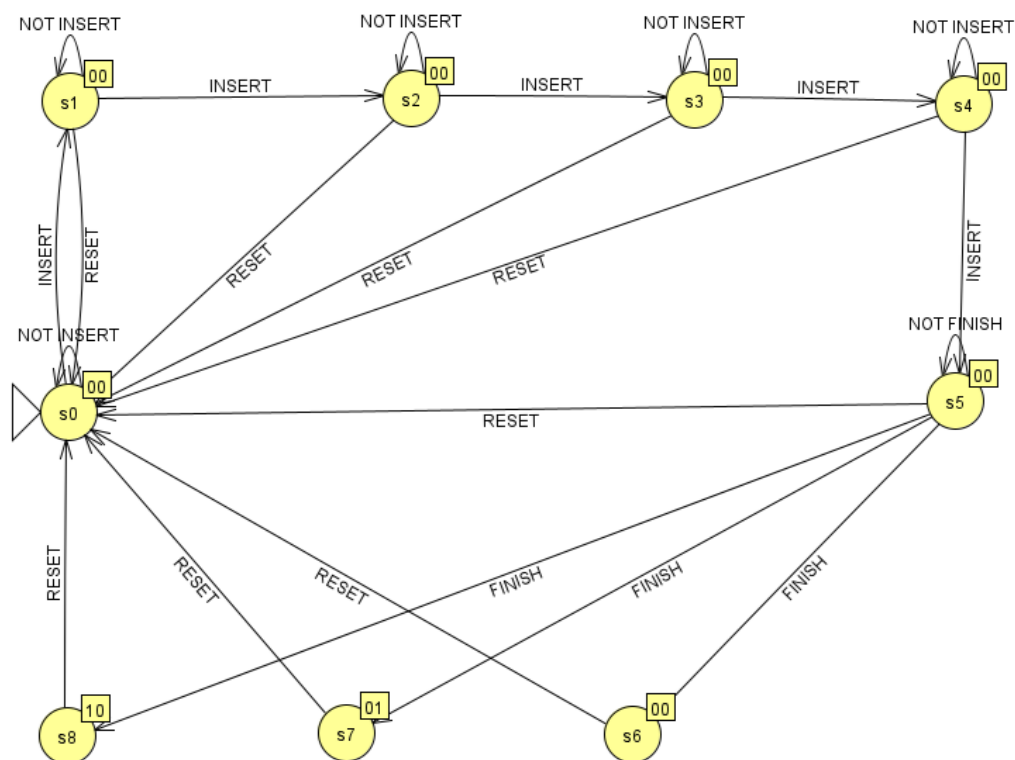 NOT INSERT
NOT INSERT
NOT INSERT
NOT INSERT
00
00
00
00
s1
INSERT
s2
INSERT
s3
INSERT
s4
INSERT
RESET
RESET
RESET
RESET
INSERT
NOT INSERT
NOT FINISH
00
00
s0
s5
RESET
RESET
RESET
RESET
FINISH
FINISH
FINISH
10
01
00
s8
s7
s6